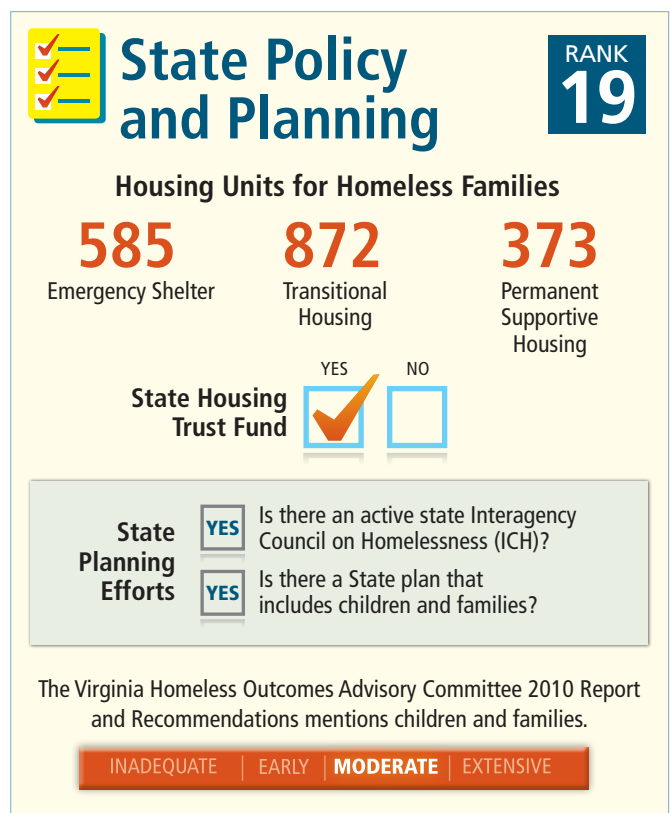 State Policy
and Planning
RANK
19
Housing Units for Homeless Families
585
Emergency Shelter
872
Transitional
Housing
373
Permanent
Supportive
Housing
State Housing
Trust Fund
YES
NO
State
Planning
Efforts
YES
Is there an active state Interagency
Council on Homelessness (ICH)?
YES
Is there a State plan that
includes children and families?
The Virginia Homeless Outcomes Advisory Committee 2010 Report
and Recommendations mentions children and families.
INADEQUATE | EARLY | MODERATE | EXTENSIVE